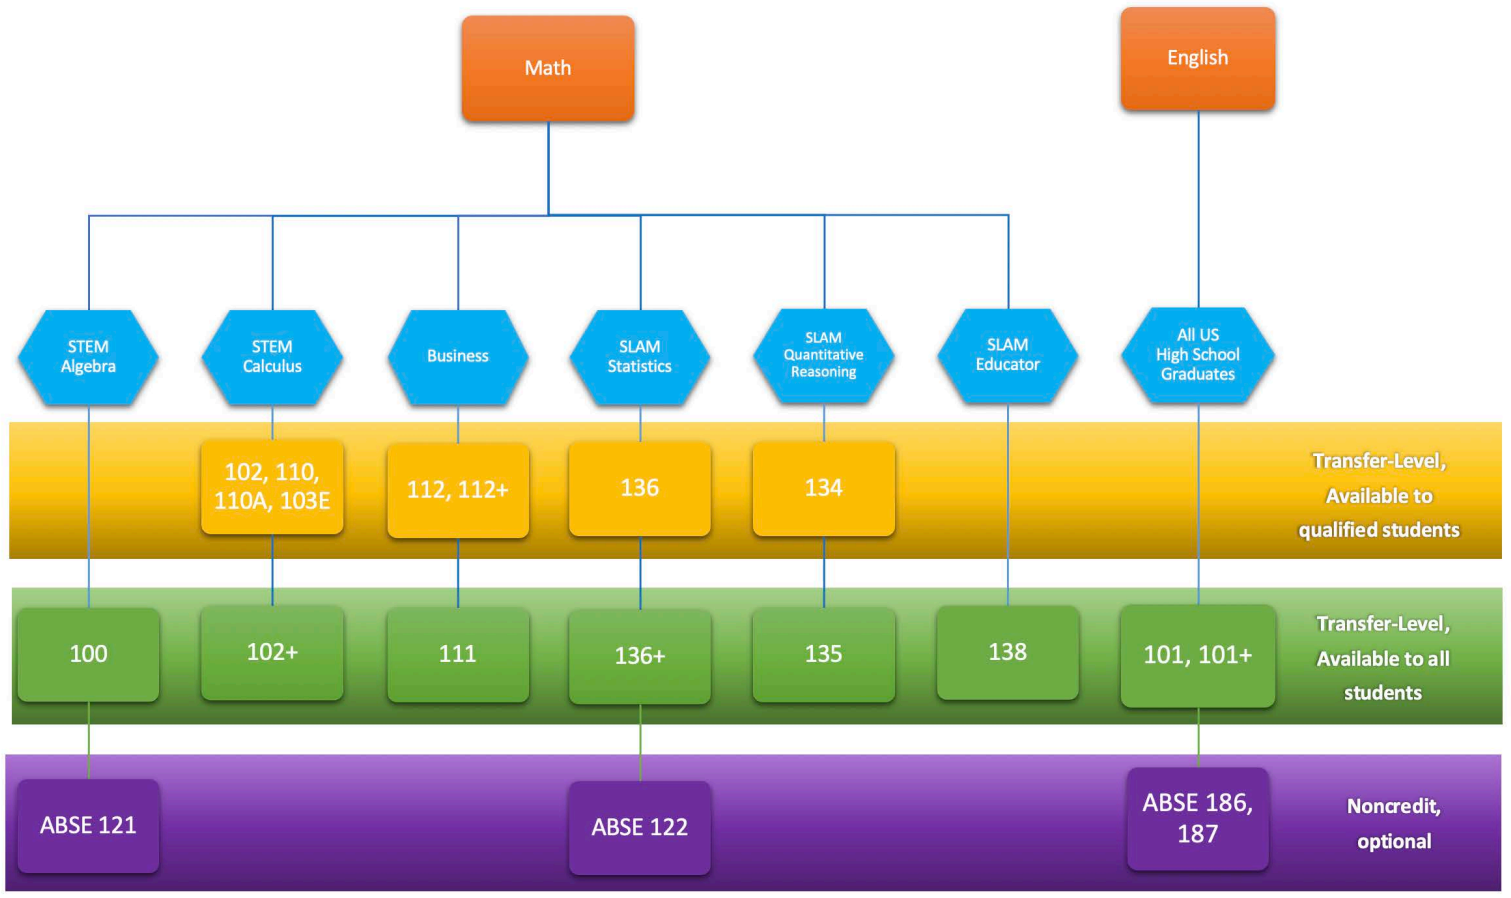 Math
English
STEM
Algebra
STEM
Calculus
Business
SLAM
Statistics
SLAM
Quantitative
Reasoning
SLAM
Educator
All US
High School
Graduates
102, 110,
110A, 103E
112, 112+
136
134
Transfer-Level,
Available to
qualified students
100
102+
111
136+
135
138
101, 101+
Transfer-Level,
Available to all
students
ABSE 121
ABSE 122
ABSE 186,
187
Noncredit,
optional